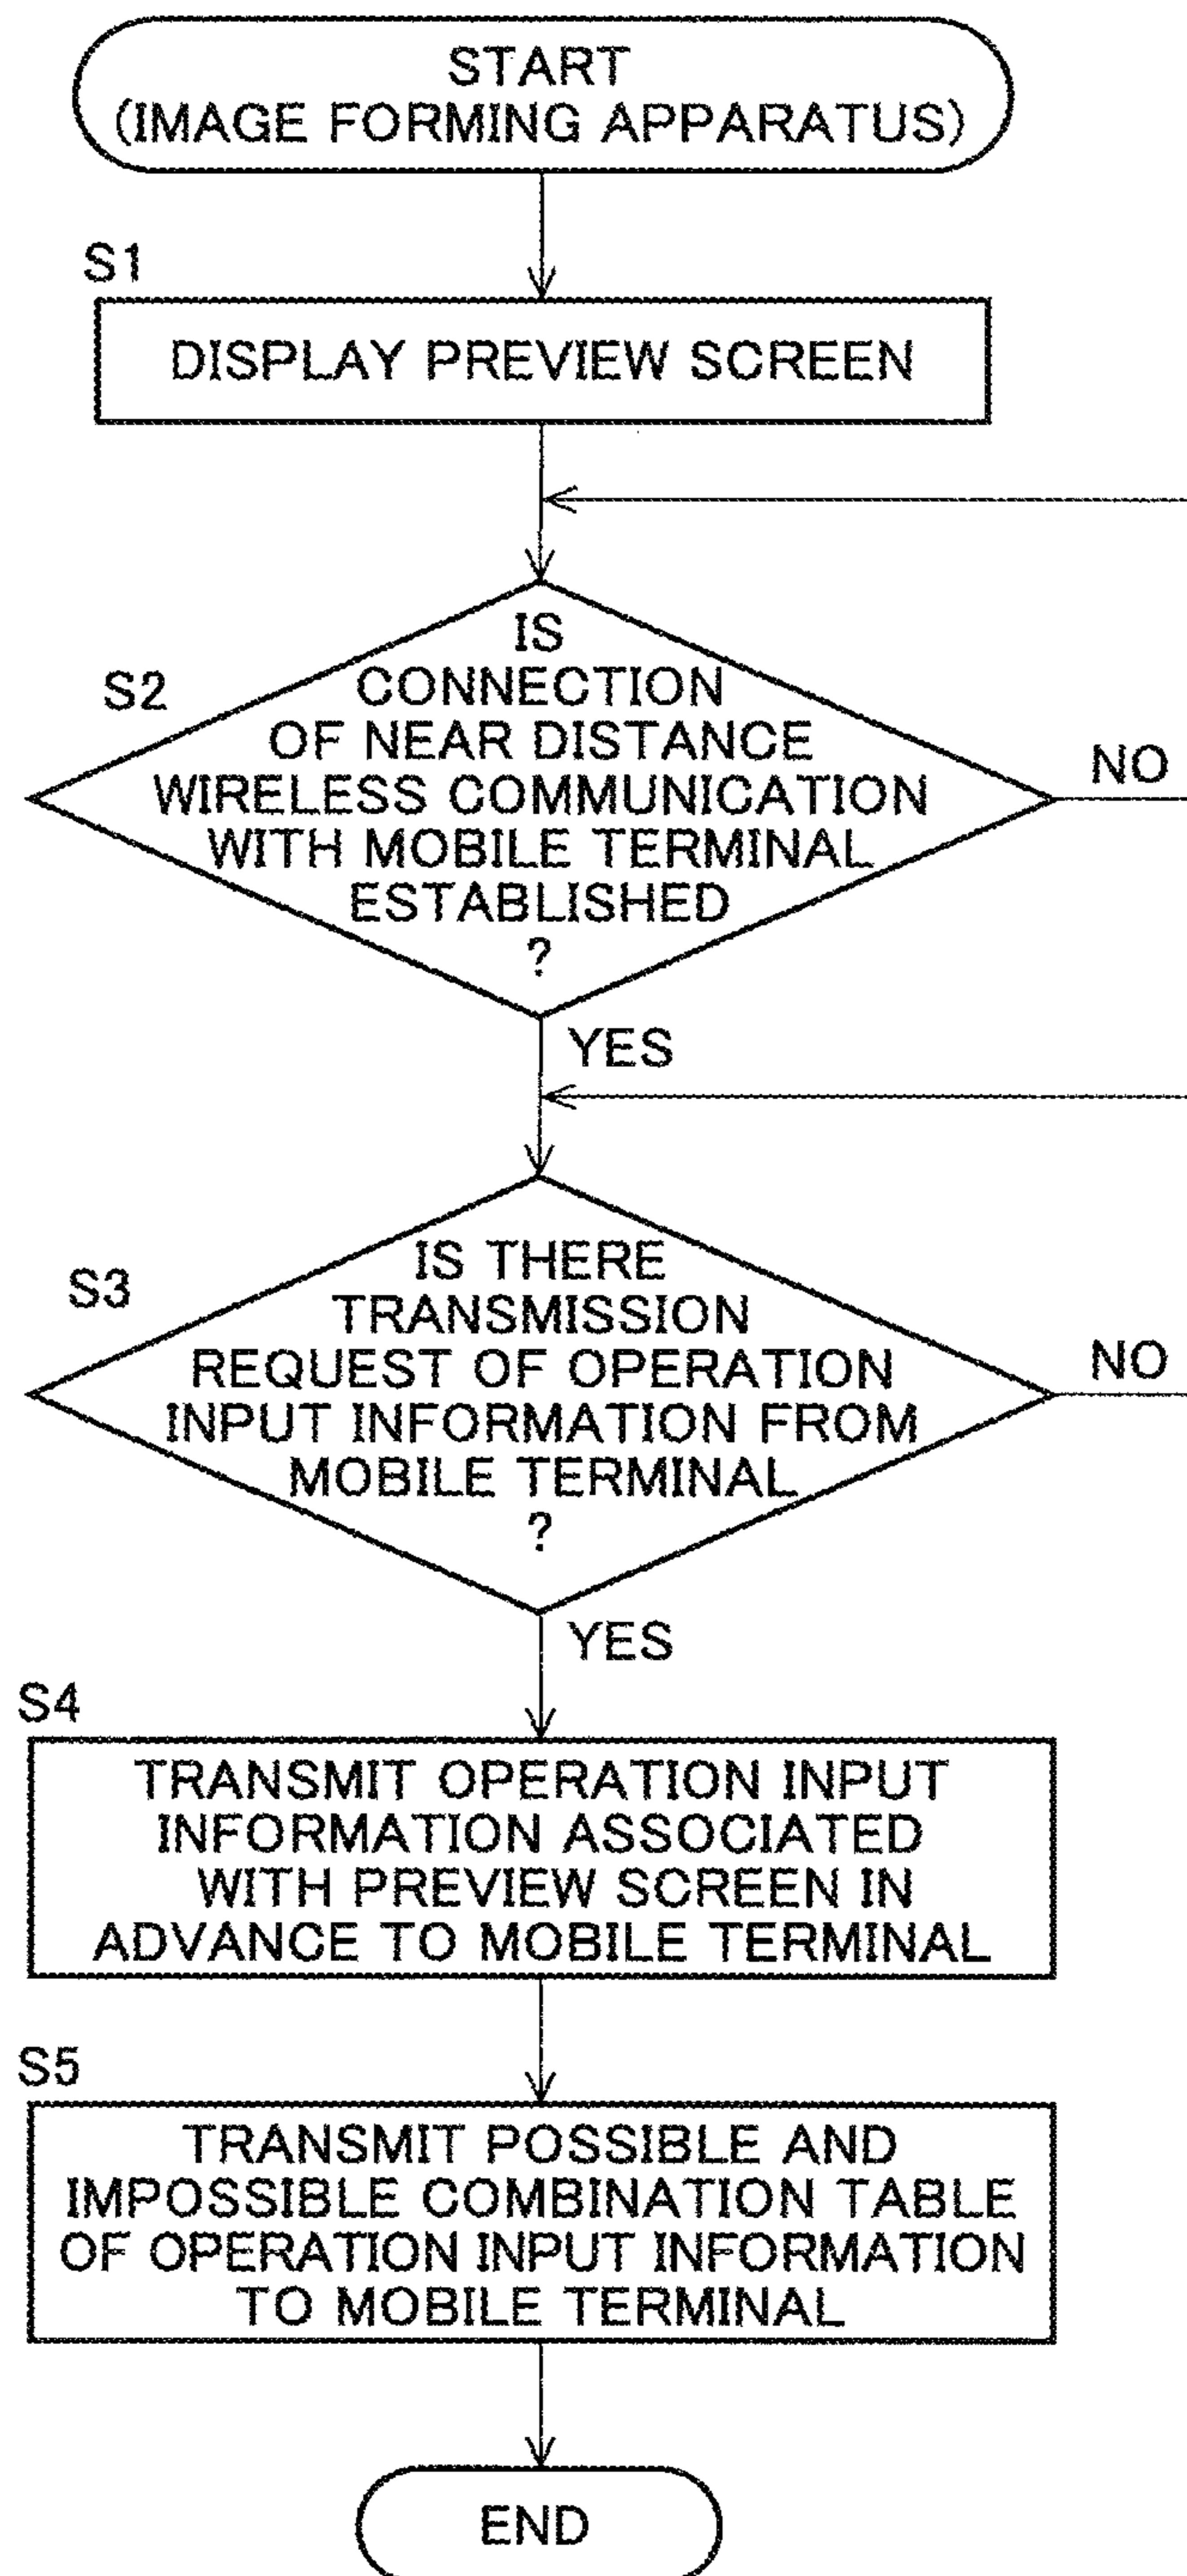 START
(IMAGE FORMING APPARATUS)
S1
DISPLAY PREVIEW SCREEN
S2
IS
CONNECTION
OF NEAR DISTANCE
WIRELESS COMMUNICATION
WITH MOBILE TERMINAL
ESTABLISHED
?
NO
YES
S3
IS THERE
TRANSMISSION
REQUEST OF OPERATION
INPUT INFORMATION FROM
MOBILE TERMINAL
?
NO
YES
S4
TRANSMIT OPERATION INPUT
INFORMATION ASSOCIATED
WITH PREVIEW SCREEN IN
ADVANCE TO MOBILE TERMINAL
S5
TRANSMIT POSSIBLE AND
IMPOSSIBLE COMBINATION TABLE
OF OPERATION INPUT INFORMATION
TO MOBILE TERMINAL
END